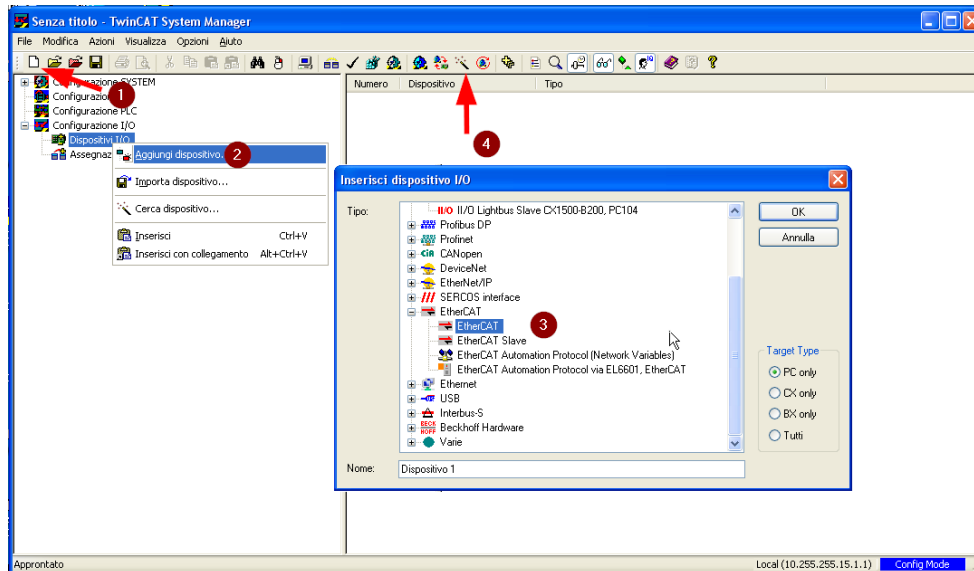 Senza titolo - TwinCAT System Manager
File Modifica Azioni Visualizza Opzioni Aiuto
Numero Dispositivo Tipo
SYSTEM
1
Configurazione
Configurazione PLC
Configurazione I/O
Dispositivi I/O
4
Aggiungi dispositivo...
2
Importa dispositivo...
Cerca dispositivo...
Inserisci Ctrl+V
Inserisci con collegamento Alt+Ctrl+V
Inserisci dispositivo I/O
Tipo:
II/O Lightbus Slave CX1500-B200, PC104
Profibus DP
Profinet
CANopen
DeviceNet
EtherNet/IP
SERCOS interface
EtherCAT
EtherCAT
3
EtherCAT Slave
EtherCAT Automation Protocol (Network Variables)
EtherCAT Automation Protocol via EL6601, EtherCAT
Ethernet
USB
Interbus-S
Beckhoff Hardware
Varie
OK
Annulla
Target Type
PC only
CX only
BX only
Tutti
Nome: Dispositivo 1
Approntato
Local (10.255.255.15.1.1) Config Mode